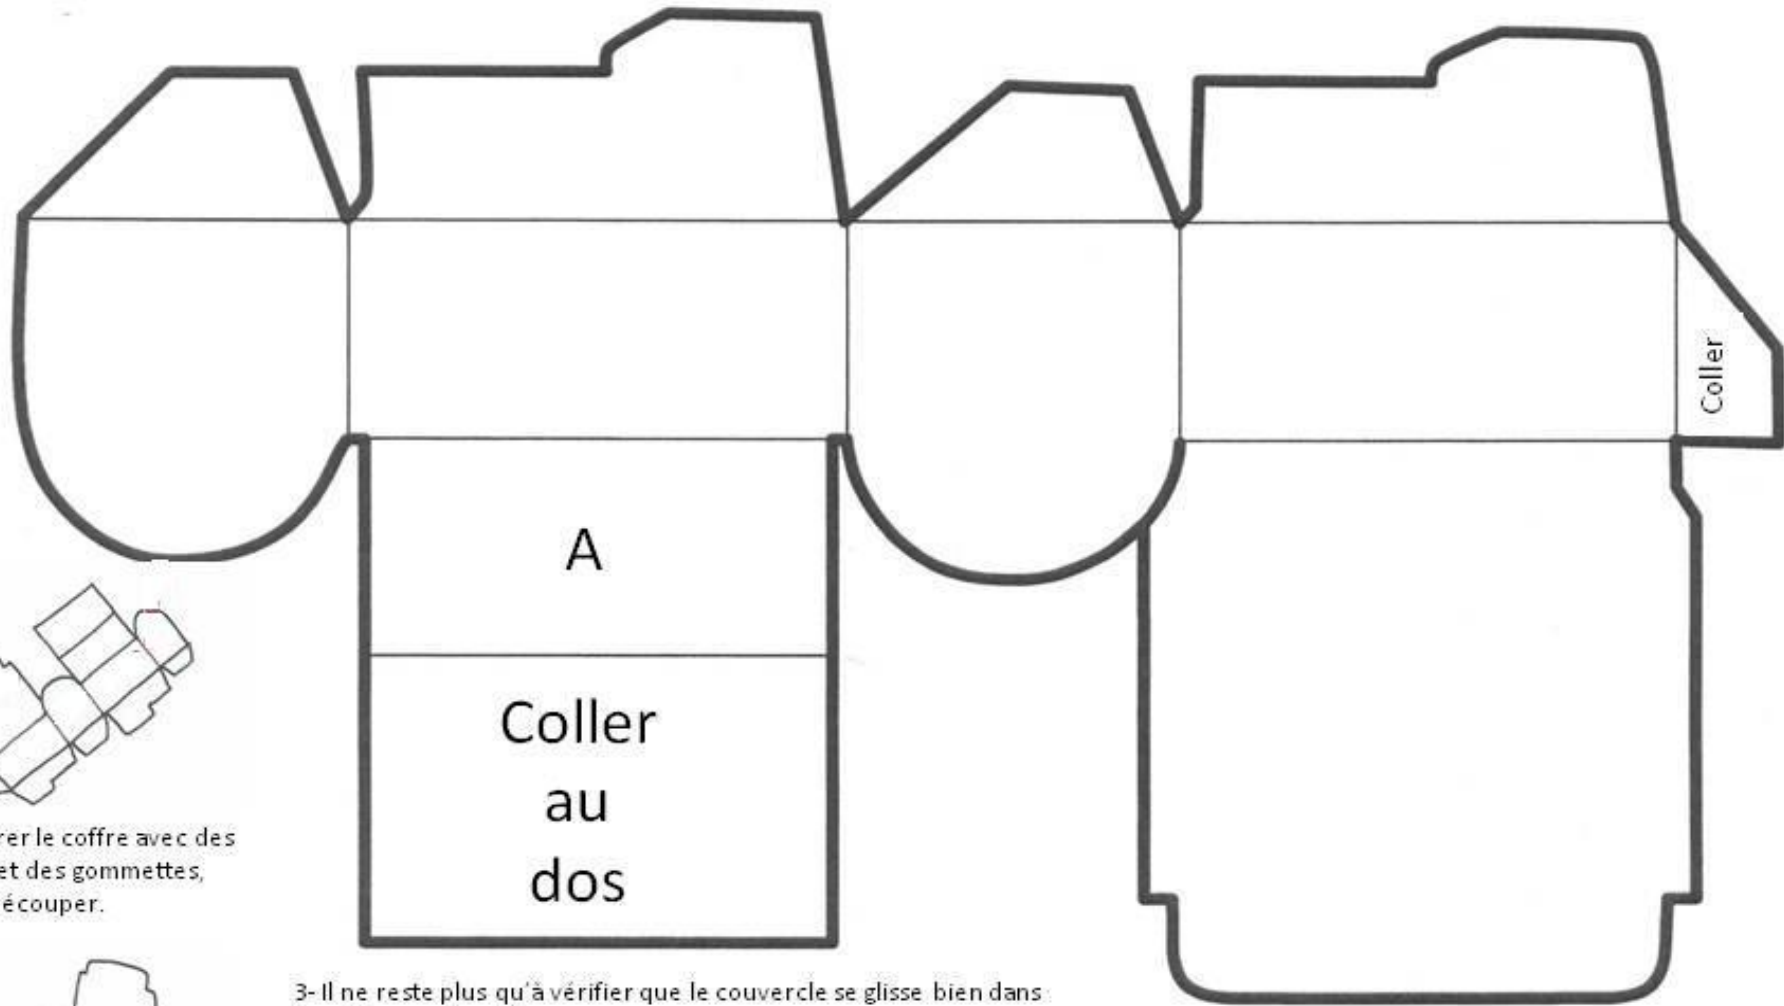 Coller
A
Coller
au
dos
rer le coffre avec des
et des gommettes,
écouper.
3- Il ne reste plus qu'à vérifier que le couvercle se glisse bien dans